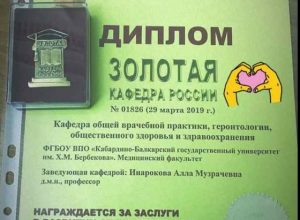 ДИПЛОМ
ЗОЛОТАЯ
КАФЕДРА РОССИИ
№ 01826 (29 марта 2019 г.)
Кафедра общей врачебной практики, геронтологии,
общественного здоровья и здравоохранения
ФГБОУ ВПО «Кабардино-Балкарский государственный университет
им. Х.М. Бербекова». Медицинский факультет
Заведующая кафедрой: Инарокова Алла Музрачевна
д.м.н., профессор
НАГРАЖДАЕТСЯ ЗА ЗАСЛУГИ